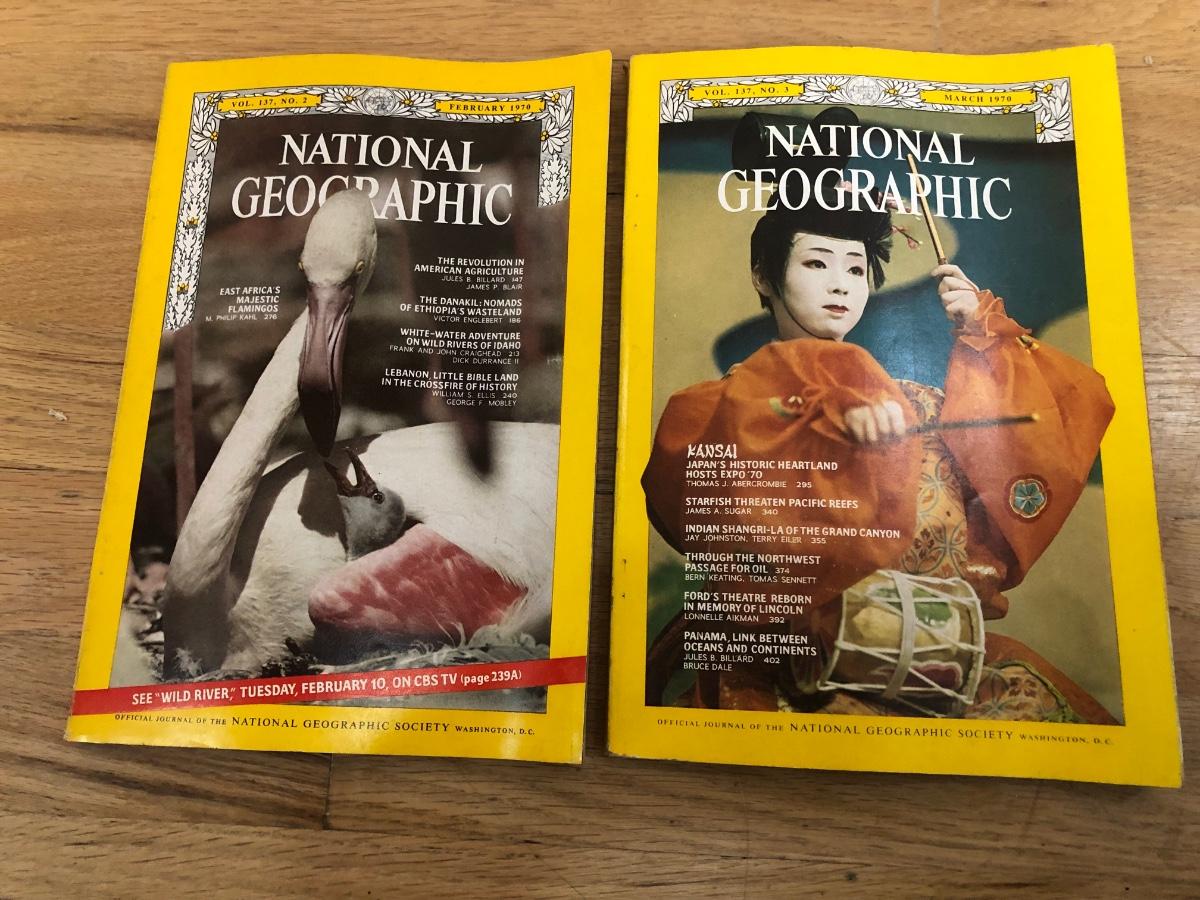 VOL. 137, NO. 2
FEBRUARY 1970
NATIONAL
GEOGRAPHIC
EAST AFRICA'S
MAJESTIC
FLAMINGOS
M. PHILIP KAHL 276
THE REVOLUTION IN
AMERICAN AGRICULTURE
JULES B. BILLARD 147
JAMES P. BLAIR
THE DANAKIL: NOMADS
OF ETHIOPIA'S WASTELAND
VICTOR ENGLEBERT 186
WHITE-WATER ADVENTURE
ON WILD RIVERS OF IDAHO
FRANK AND JOHN CRAIGHEAD 213
DICK DURRANCE II
LEBANON, LITTLE BIBLE LAND
IN THE CROSSFIRE OF HISTORY
WILLIAM S. ELLIS 240
GEORGE F. MOBLEY
SEE "WILD RIVER," TUESDAY, FEBRUARY 10, ON CBS TV (page 239A)
OFFICIAL JOURNAL OF THE NATIONAL GEOGRAPHIC SOCIETY WASHINGTON, D.C.
VOL. 137, NO. 3
MARCH 1970
NATIONAL
GEOGRAPHIC
KANSAI
JAPAN'S HISTORIC HEARTLAND
HOSTS EXPO '70
THOMAS J. ABERCROMBIE 295
STARFISH THREATEN PACIFIC REEFS
JAMES A. SUGAR 340
INDIAN SHANGRI-LA OF THE GRAND CANYON
JAY JOHNSTON, TERRY EILER 355
THROUGH THE NORTHWEST
PASSAGE FOR OIL 374
BERN KEATING, TOMAS SENNETT
FORD'S THEATRE REBORN
IN MEMORY OF LINCOLN
LONNELLE AIKMAN 392
PANAMA, LINK BETWEEN
OCEANS AND CONTINENTS
JULES B. BILLARD 402
BRUCE DALE
OFFICIAL JOURNAL OF THE NATIONAL GEOGRAPHIC SOCIETY WASHINGTON, D.C.